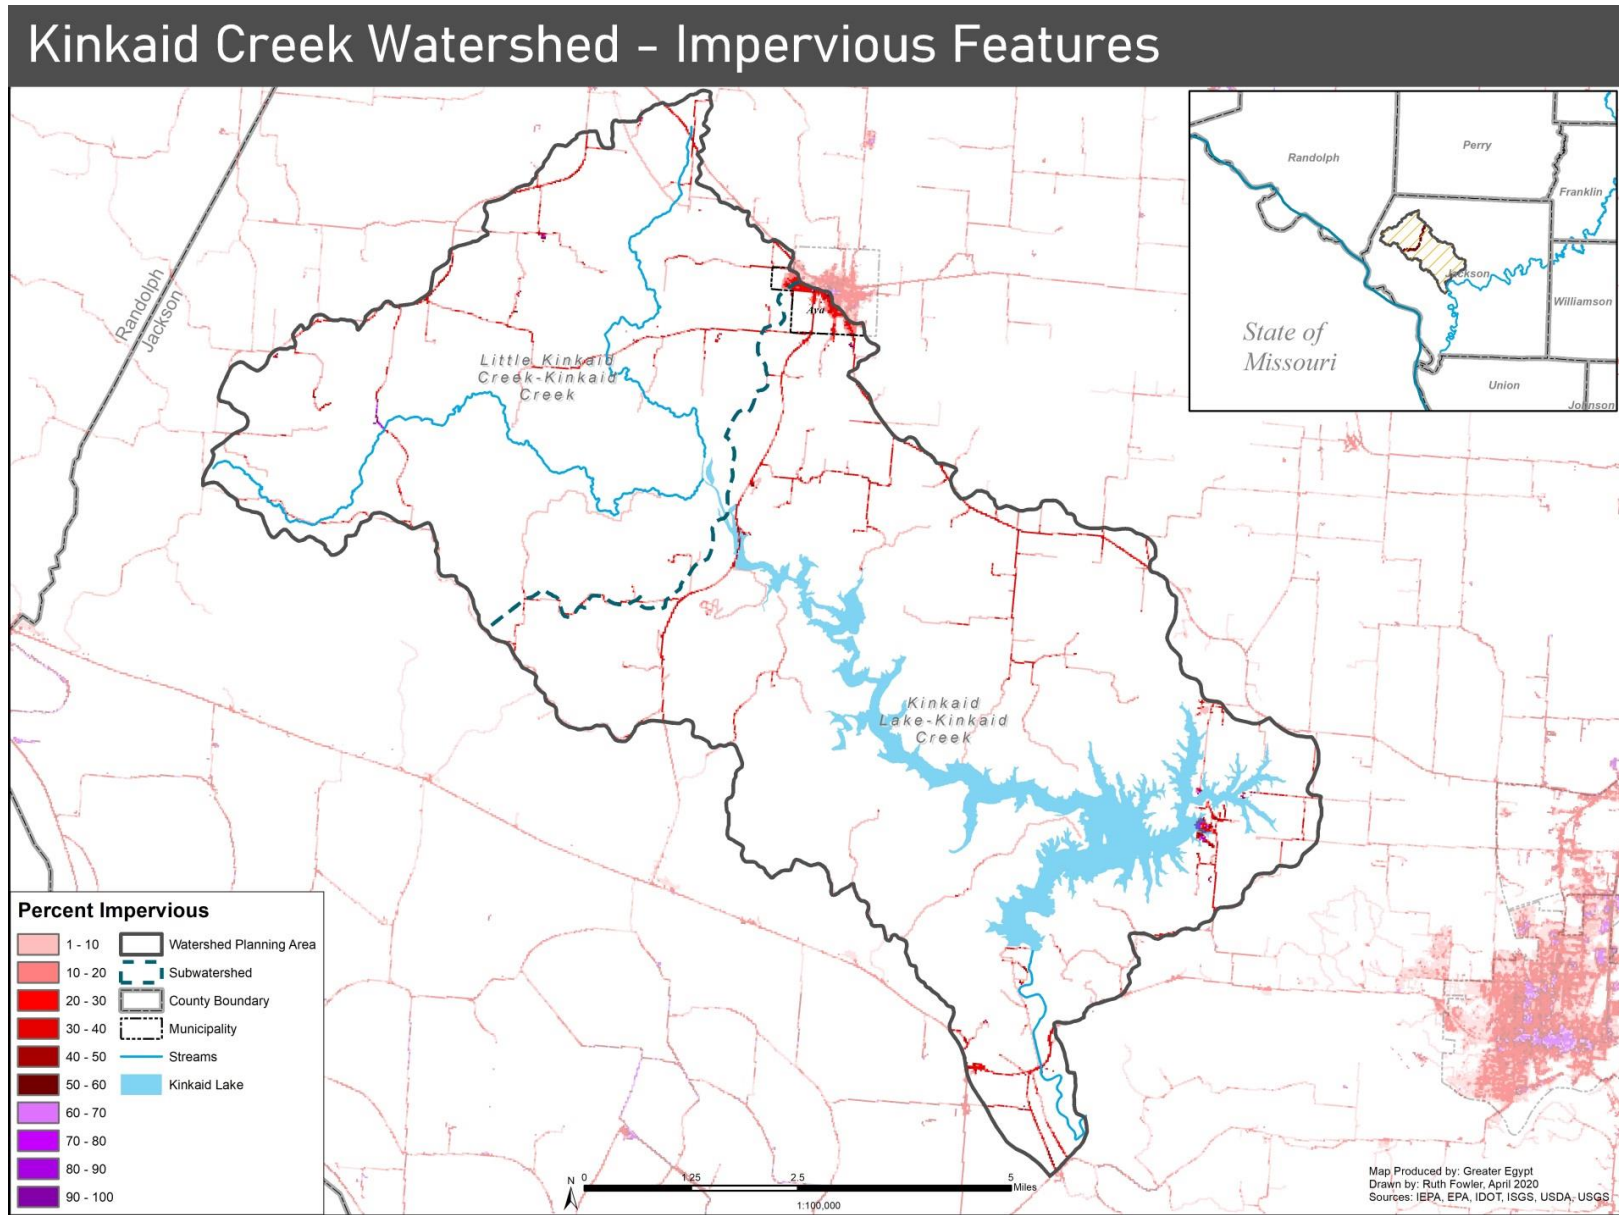 Kinkaid Creek Watershed - Impervious Features
Randolph
Perry
Franklin
Jackson
Williamson
State of
Missouri
Union
Johnson
Randolph
Jackson
Ava
Little Kinkaid
Creek-Kinkaid
Creek
Kinkaid
Lake-Kinkaid
Creek
Percent Impervious
1 - 10
10 - 20
20 - 30
30 - 40
40 - 50
50 - 60
60 - 70
70 - 80
80 - 90
90 - 100
Watershed Planning Area
Subwatershed
County Boundary
Municipality
Streams
Kinkaid Lake
N
0 1.25 2.5 5
Miles
1:100,000
Map Produced by: Greater Egypt
Drawn by: Ruth Fowler, April 2020
Sources: IEPA, EPA, IDOT, ISGS, USDA, USGS